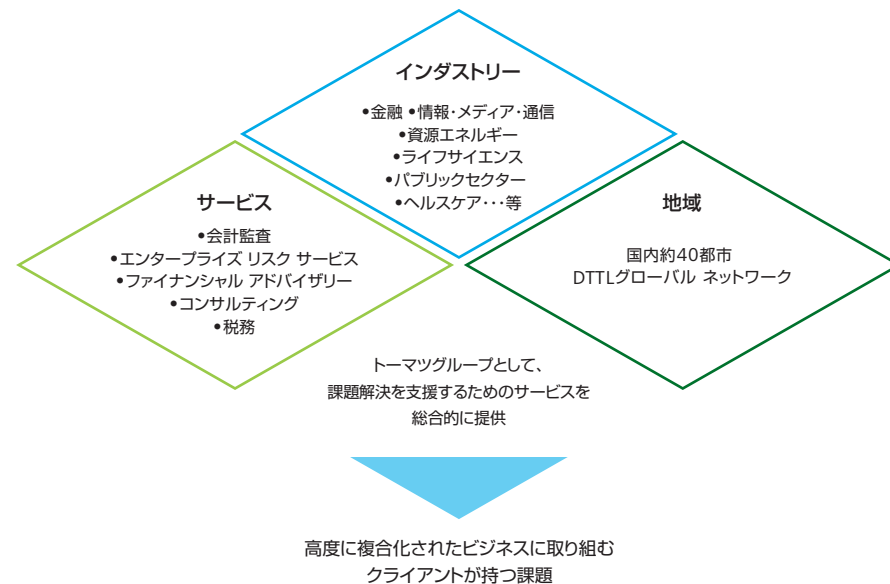 インダストリー
•金融 •情報・メディア・通信
•資源エネルギー
•ライフサイエンス
•パブリックセクター
•ヘルスケア・・・等
サービス
•会計監査
•エンタープライズ リスク サービス
•ファイナンシャル アドバイザリー
•コンサルティング
•税務
地域
国内約40都市
DTTLグローバル ネットワーク
トーマツグループとして、
課題解決を支援するためのサービスを
総合的に提供
高度に複合化されたビジネスに取り組む
クライアントが持つ課題